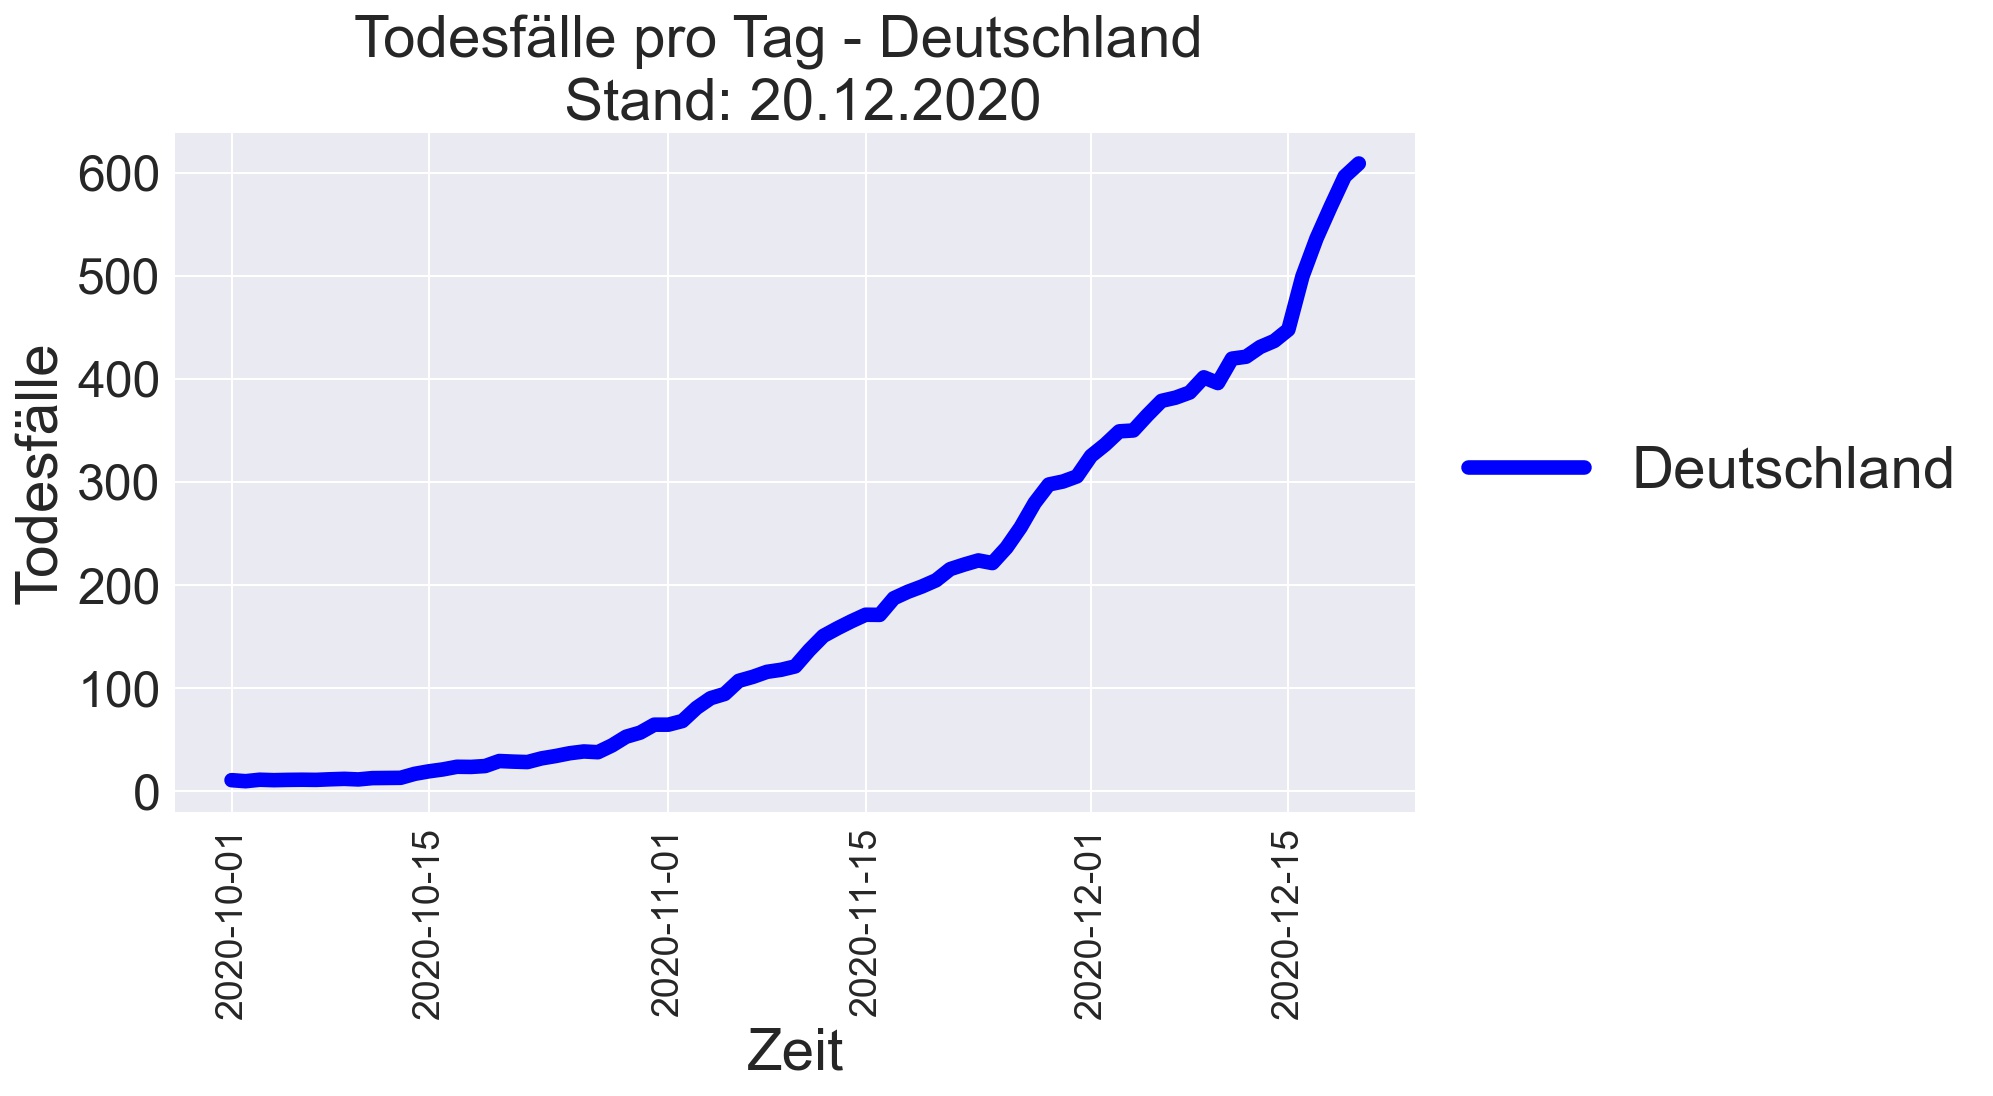 Todesfälle pro Tag - Deutschland
Stand: 20.12.2020
Todesfälle
600
500
400
300
200
100
0
2020-10-01
2020-10-15
2020-11-01
2020-11-15
2020-12-01
2020-12-15
Zeit
Deutschland